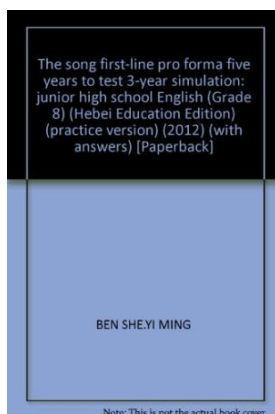 The song first-line pro forma five
years to test 3-year simulation:
junior high school English (Grade
8) (Hebei Education Edition)
(practice version) (2012) (with
answers) [Paperback]
BEN SHE.YI MING
Note: This is not the actual book cover